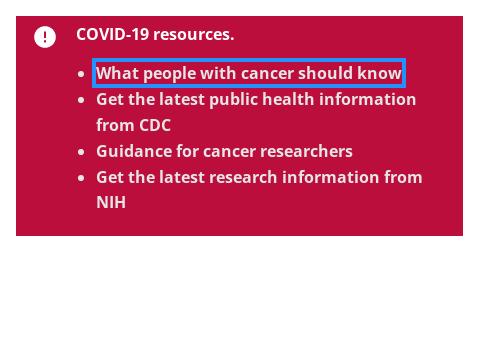 COVID-19 resources.
What people with cancer should know
Get the latest public health information
from CDC
Guidance for cancer researchers
Get the latest research information from
NIH